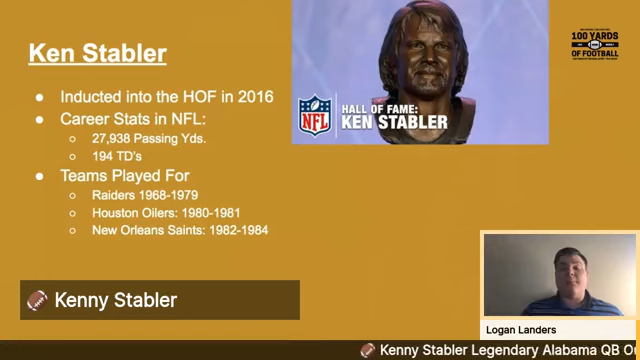 Ken Stabler
● Inducted into the HOF in 2016
● Career Stats in NFL:
○ 27,938 Passing Yds.
○ 194 TD's
● Teams Played For
○ Raiders 1968-1979
○ Houston Oilers: 1980-1981
○ New Orleans Saints: 1982-1984
NFL
HALL OF FAME:
KEN STABLER
100 YARDS
OF FOOTBALL
🏈 Kenny Stabler
Logan Landers
🏈 Kenny Stabler Legendary Alabama QB